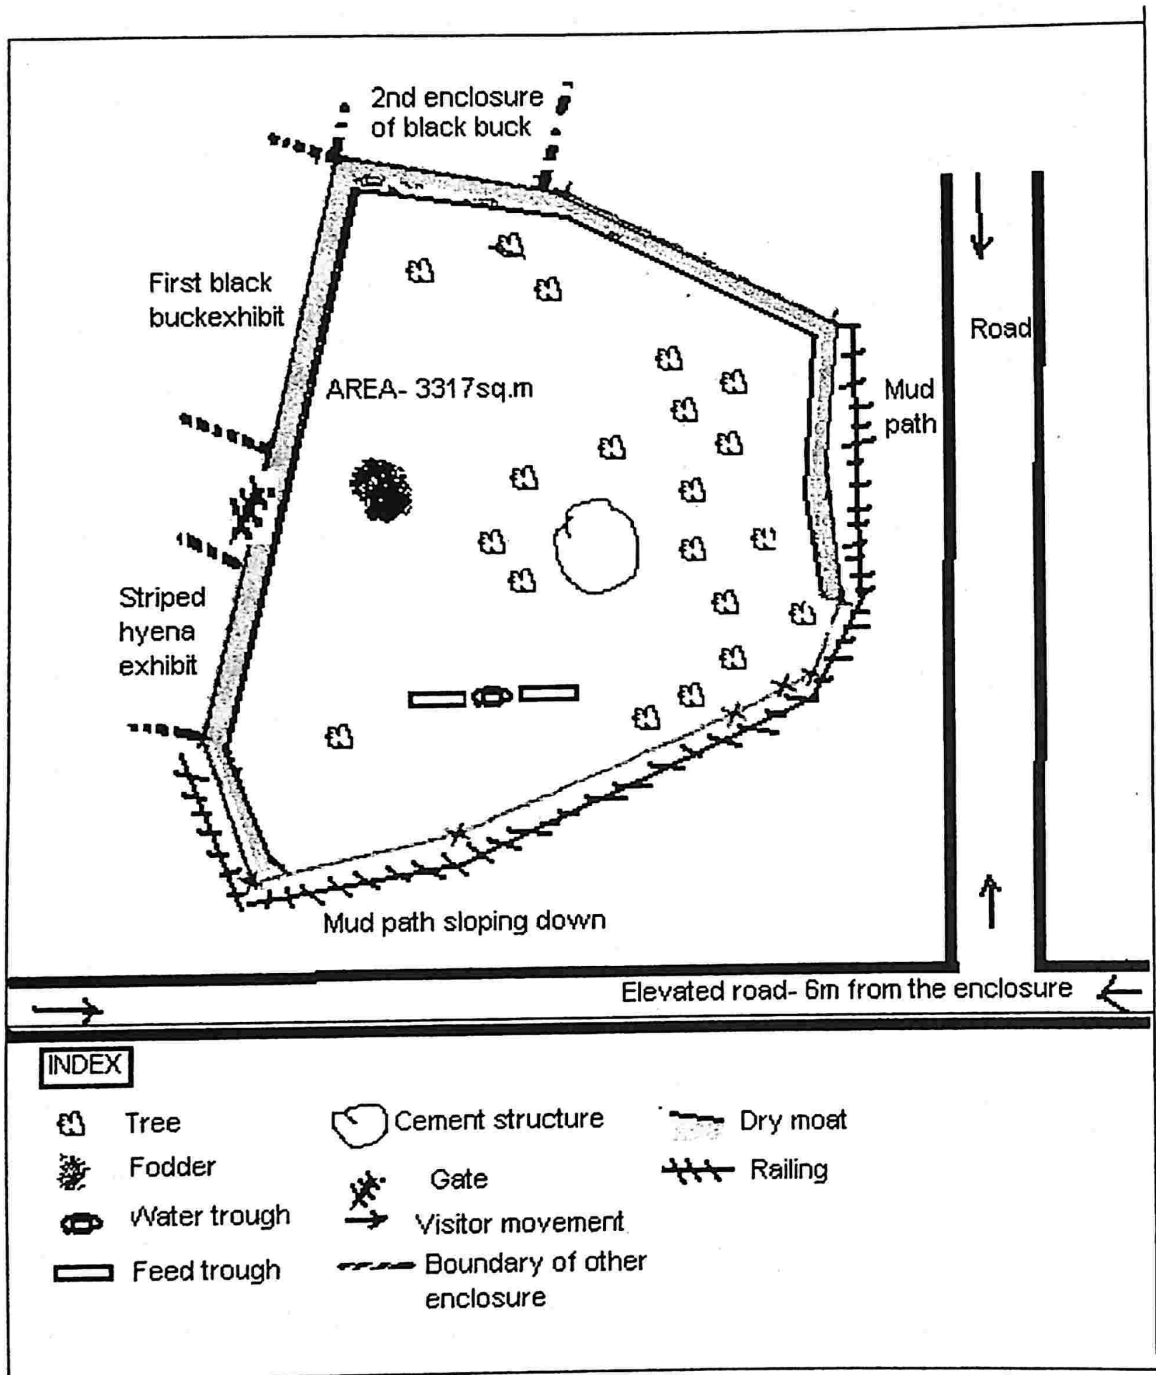 2nd enclosure
of black buck
First black
buckexhibit
Road
AREA- 3317sq.m
Mud
path
Striped
hyena
exhibit
Mud path sloping down
Elevated road- 6m from the enclosure
INDEX
Tree
Cement structure
Dry moat
Fodder
Gate
Railing
Water trough
Visitor movement
Feed trough
Boundary of other
enclosure